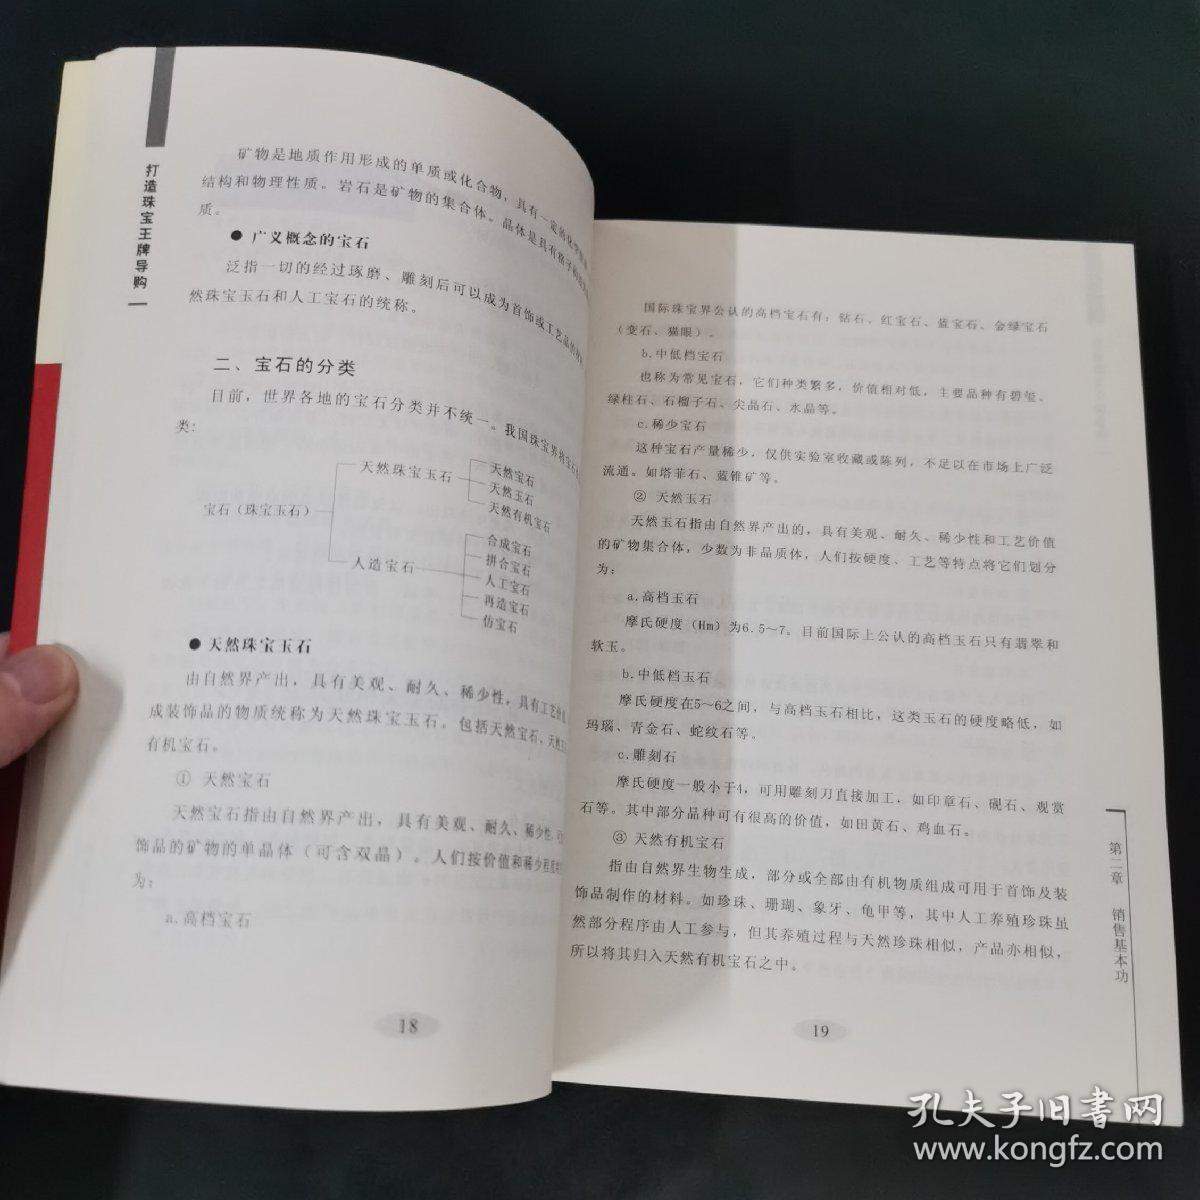 打造珠宝王牌导购
矿物是地质作用形成的单质或化合物，具有一定的化学
结构和物理性质。岩石是矿物的集合体。晶体是具有格子
质。
● 广义概念的宝石
泛指一切的经过琢磨、雕刻后可以成为首饰或工艺品的材
然珠宝玉石和人工宝石的统称。
二、宝石的分类
目前，世界各地的宝石分类并不统一。我国珠宝界将宝石
类：
宝石（珠宝玉石）
天然珠宝玉石
天然宝石
天然玉石
天然有机宝石
人造宝石
合成宝石
拼合宝石
人工宝石
再造宝石
仿宝石
● 天然珠宝玉石
由自然界产出，具有美观、耐久、稀少性，具有工艺价值
成装饰品的物质统称为天然珠宝玉石。包括天然宝石、天然玉
有机宝石。
① 天然宝石
天然宝石指由自然界产出，具有美观、耐久、稀少性，可
饰品的矿物的单晶体（可含双晶）。人们按价值和稀少程度
为：
a.高档宝石
18
国际珠宝界公认的高档宝石有：钻石、红宝石、蓝宝石、金绿宝石
（变石、猫眼）。
b.中低档宝石
也称为常见宝石，它们种类繁多，价值相对低，主要品种有碧玺、
绿柱石、石榴子石、尖晶石、水晶等。
c.稀少宝石
这种宝石产量稀少，仅供实验室收藏或陈列，不足以在市场上广泛
流通。如塔菲石、蓝锥矿等。
② 天然玉石
天然玉石指由自然界产出的，具有美观、耐久、稀少性和工艺价值
的矿物集合体，少数为非晶质体，人们按硬度、工艺等特点将它们划分
为：
a.高档玉石
摩氏硬度（Hm）为6.5～7。目前国际上公认的高档玉石只有翡翠和
软玉。
b.中低档玉石
摩氏硬度在5～6之间，与高档玉石相比，这类玉石的硬度略低，如
玛瑙、青金石、蛇纹石等。
c.雕刻石
摩氏硬度一般小于4，可用雕刻刀直接加工，如印章石、砚石、观赏
石等。其中部分品种可有很高的价值，如田黄石、鸡血石。
③ 天然有机宝石
指由自然界生物生成，部分或全部由有机物质组成可用于首饰及装
饰品制作的材料。如珍珠、珊瑚、象牙、龟甲等，其中人工养殖珍珠虽
然部分程序由人工参与，但其养殖过程与天然珍珠相似，产品亦相似，
所以将其归入天然有机宝石之中。
第二章 销售基本功
19
孔夫子旧书网
www.kongfz.com